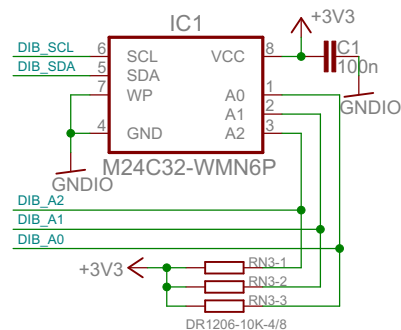 IC1
+3V3
DIB_SCL
6
SCL
VCC
8
C1
DIB_SDA
5
SDA
100n
7
WP
A0
1
A1
2
GNDIO
4
GND
A2
3
M24C32-WMN6P
GNDIO
DIB_A2
DIB_A1
DIB_A0
+3V3
RN3-1
RN3-2
RN3-3
DR1206-10K-4/8